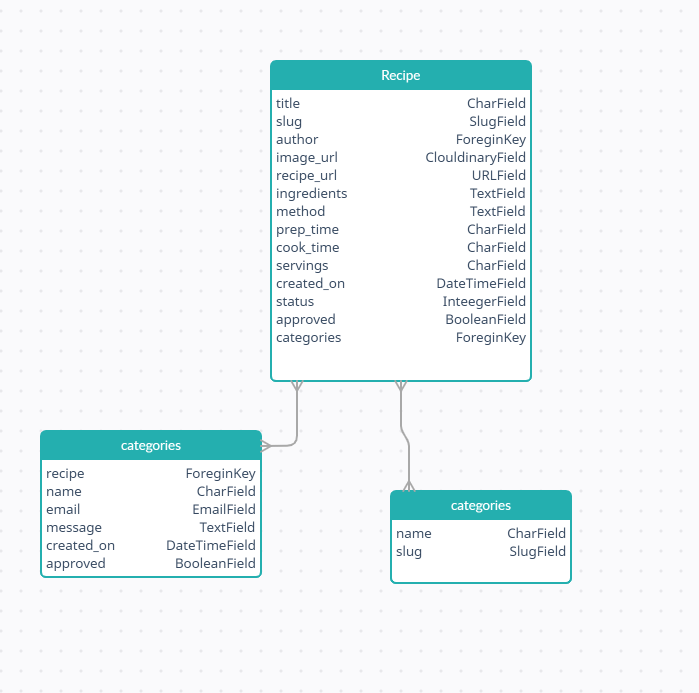 Recipe
title CharField
slug SlugField
author ForeginKey
image_url ClouldinaryField
recipe_url URLField
ingredients TextField
method TextField
prep_time CharField
cook_time CharField
servings CharField
created_on DateTimeField
status InteegerField
approved BooleanField
categories ForeginKey
categories
recipe ForeginKey
name CharField
email EmailField
message TextField
created_on DateTimeField
approved BooleanField
categories
name CharField
slug SlugField